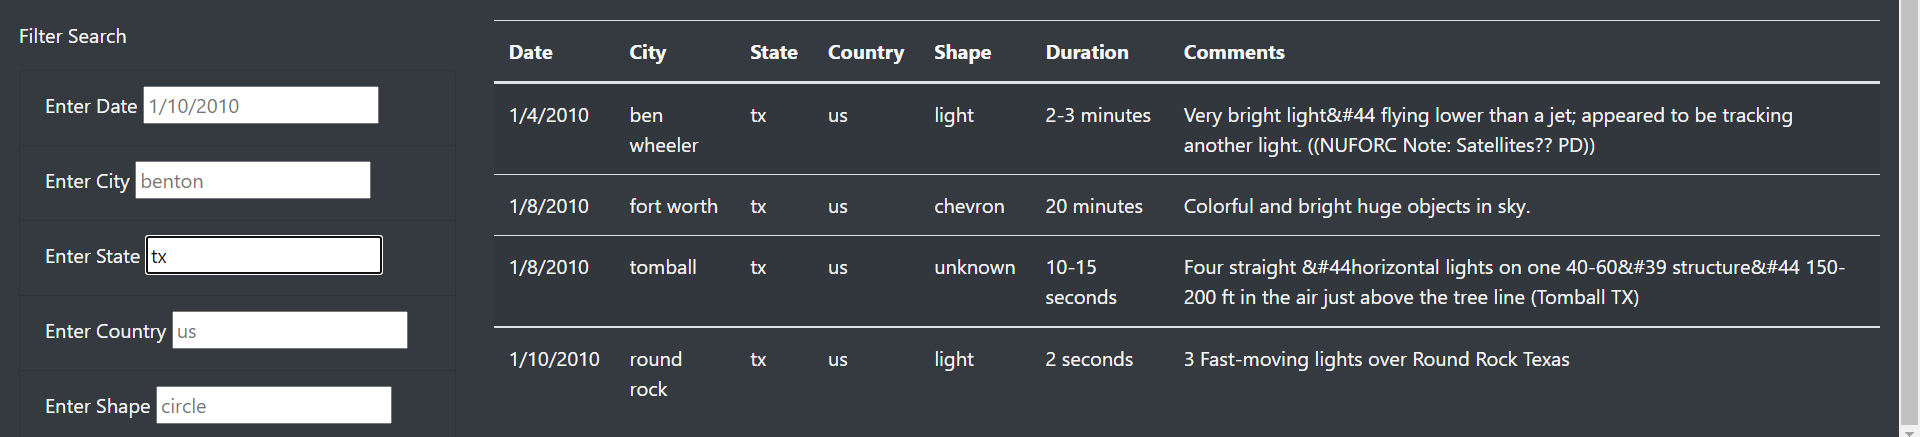 Filter Search
Enter Date 1/10/2010
Enter City benton
Enter State tx
Enter Country us
Enter Shape circle
Date City State Country Shape Duration Comments
1/4/2010 ben tx us light 2-3 minutes Very bright light&#44 flying lower than a jet; appeared to be tracking
wheeler another light. ((NUFORC Note: Satellites?? PD))
1/8/2010 fort worth tx us chevron 20 minutes Colorful and bright huge objects in sky.
1/8/2010 tomball tx us unknown 10-15 Four straight &#44horizontal lights on one 40-60&#39 structure&#44 150-
seconds 200 ft in the air just above the tree line (Tomball TX)
1/10/2010 round tx us light 2 seconds 3 Fast-moving lights over Round Rock Texas
rock